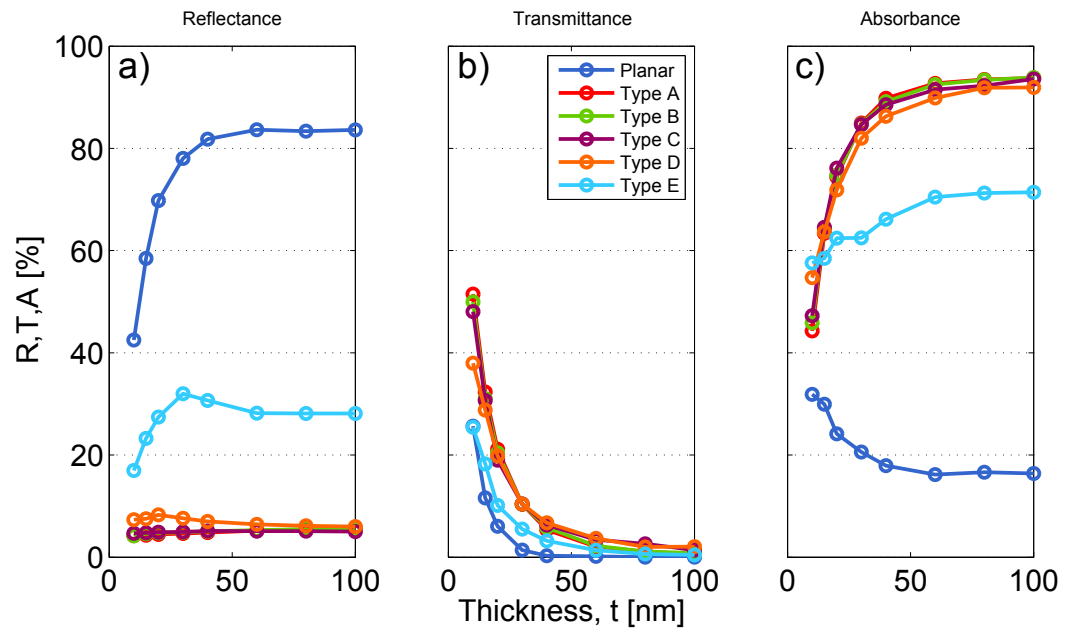 Reflectance
Transmittance
Absorbance
a)
b)
c)
R,T,A [%]
100
80
60
40
20
0
Planar
Type A
Type B
Type C
Type D
Type E
0
50
100
0
50
100
0
50
100
Thickness, t [nm]